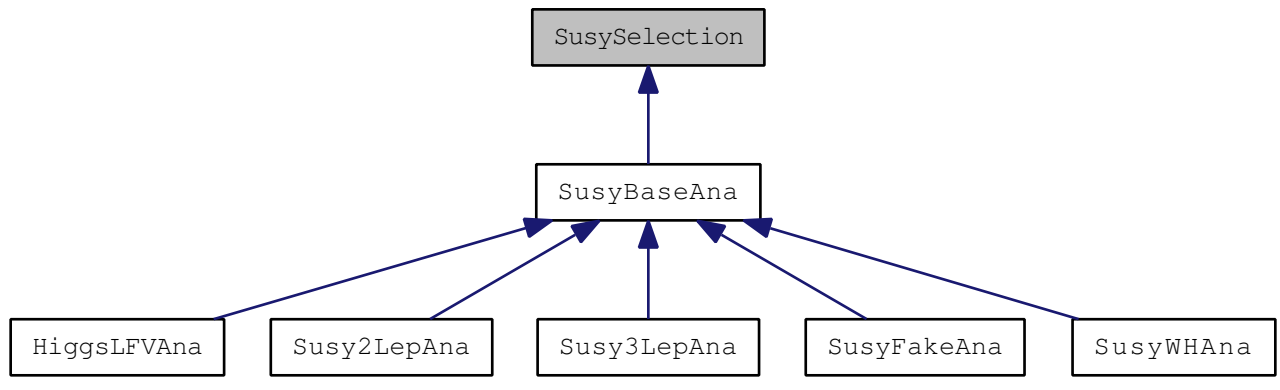 SusySelection
SusyBaseAna
HiggsLFVAna
Susy2LepAna
Susy3LepAna
SusyFakeAna
SusyWHAna